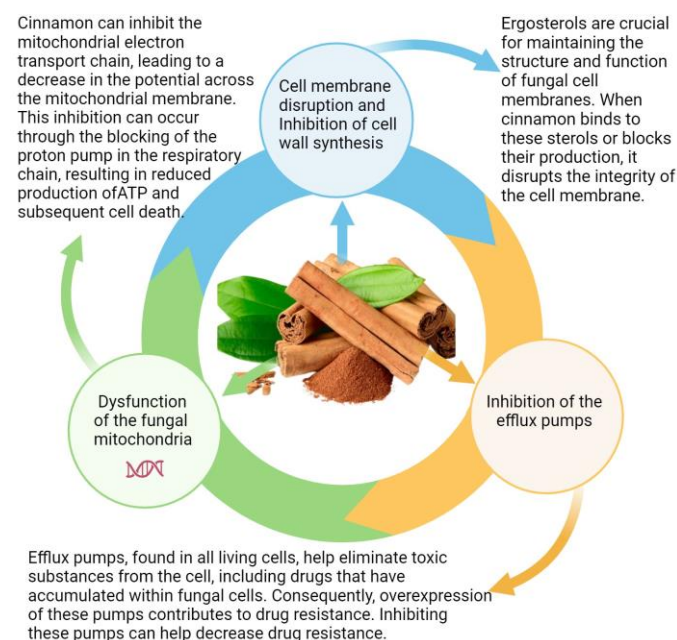 Cinnamon can inhibit the
mitochondrial electron
transport chain, leading to a
decrease in the potential across
the mitochondrial membrane.
This inhibition can occur
through the blocking of the
proton pump in the respiratory
chain, resulting in reduced
production ofATP and
subsequent cell death.
Cell membrane
disruption and
Inhibition of cell
wall synthesis
Ergosterols are crucial
for maintaining the
structure and function
of fungal cell
membranes. When
cinnamon binds to
these sterols or blocks
their production, it
disrupts the integrity of
the cell membrane.
Dysfunction
of the fungal
mitochondria
Inhibition of the
efflux pumps
Efflux pumps, found in all living cells, help eliminate toxic
substances from the cell, including drugs that have
accumulated within fungal cells. Consequently, overexpression
of these pumps contributes to drug resistance. Inhibiting
these pumps can help decrease drug resistance.